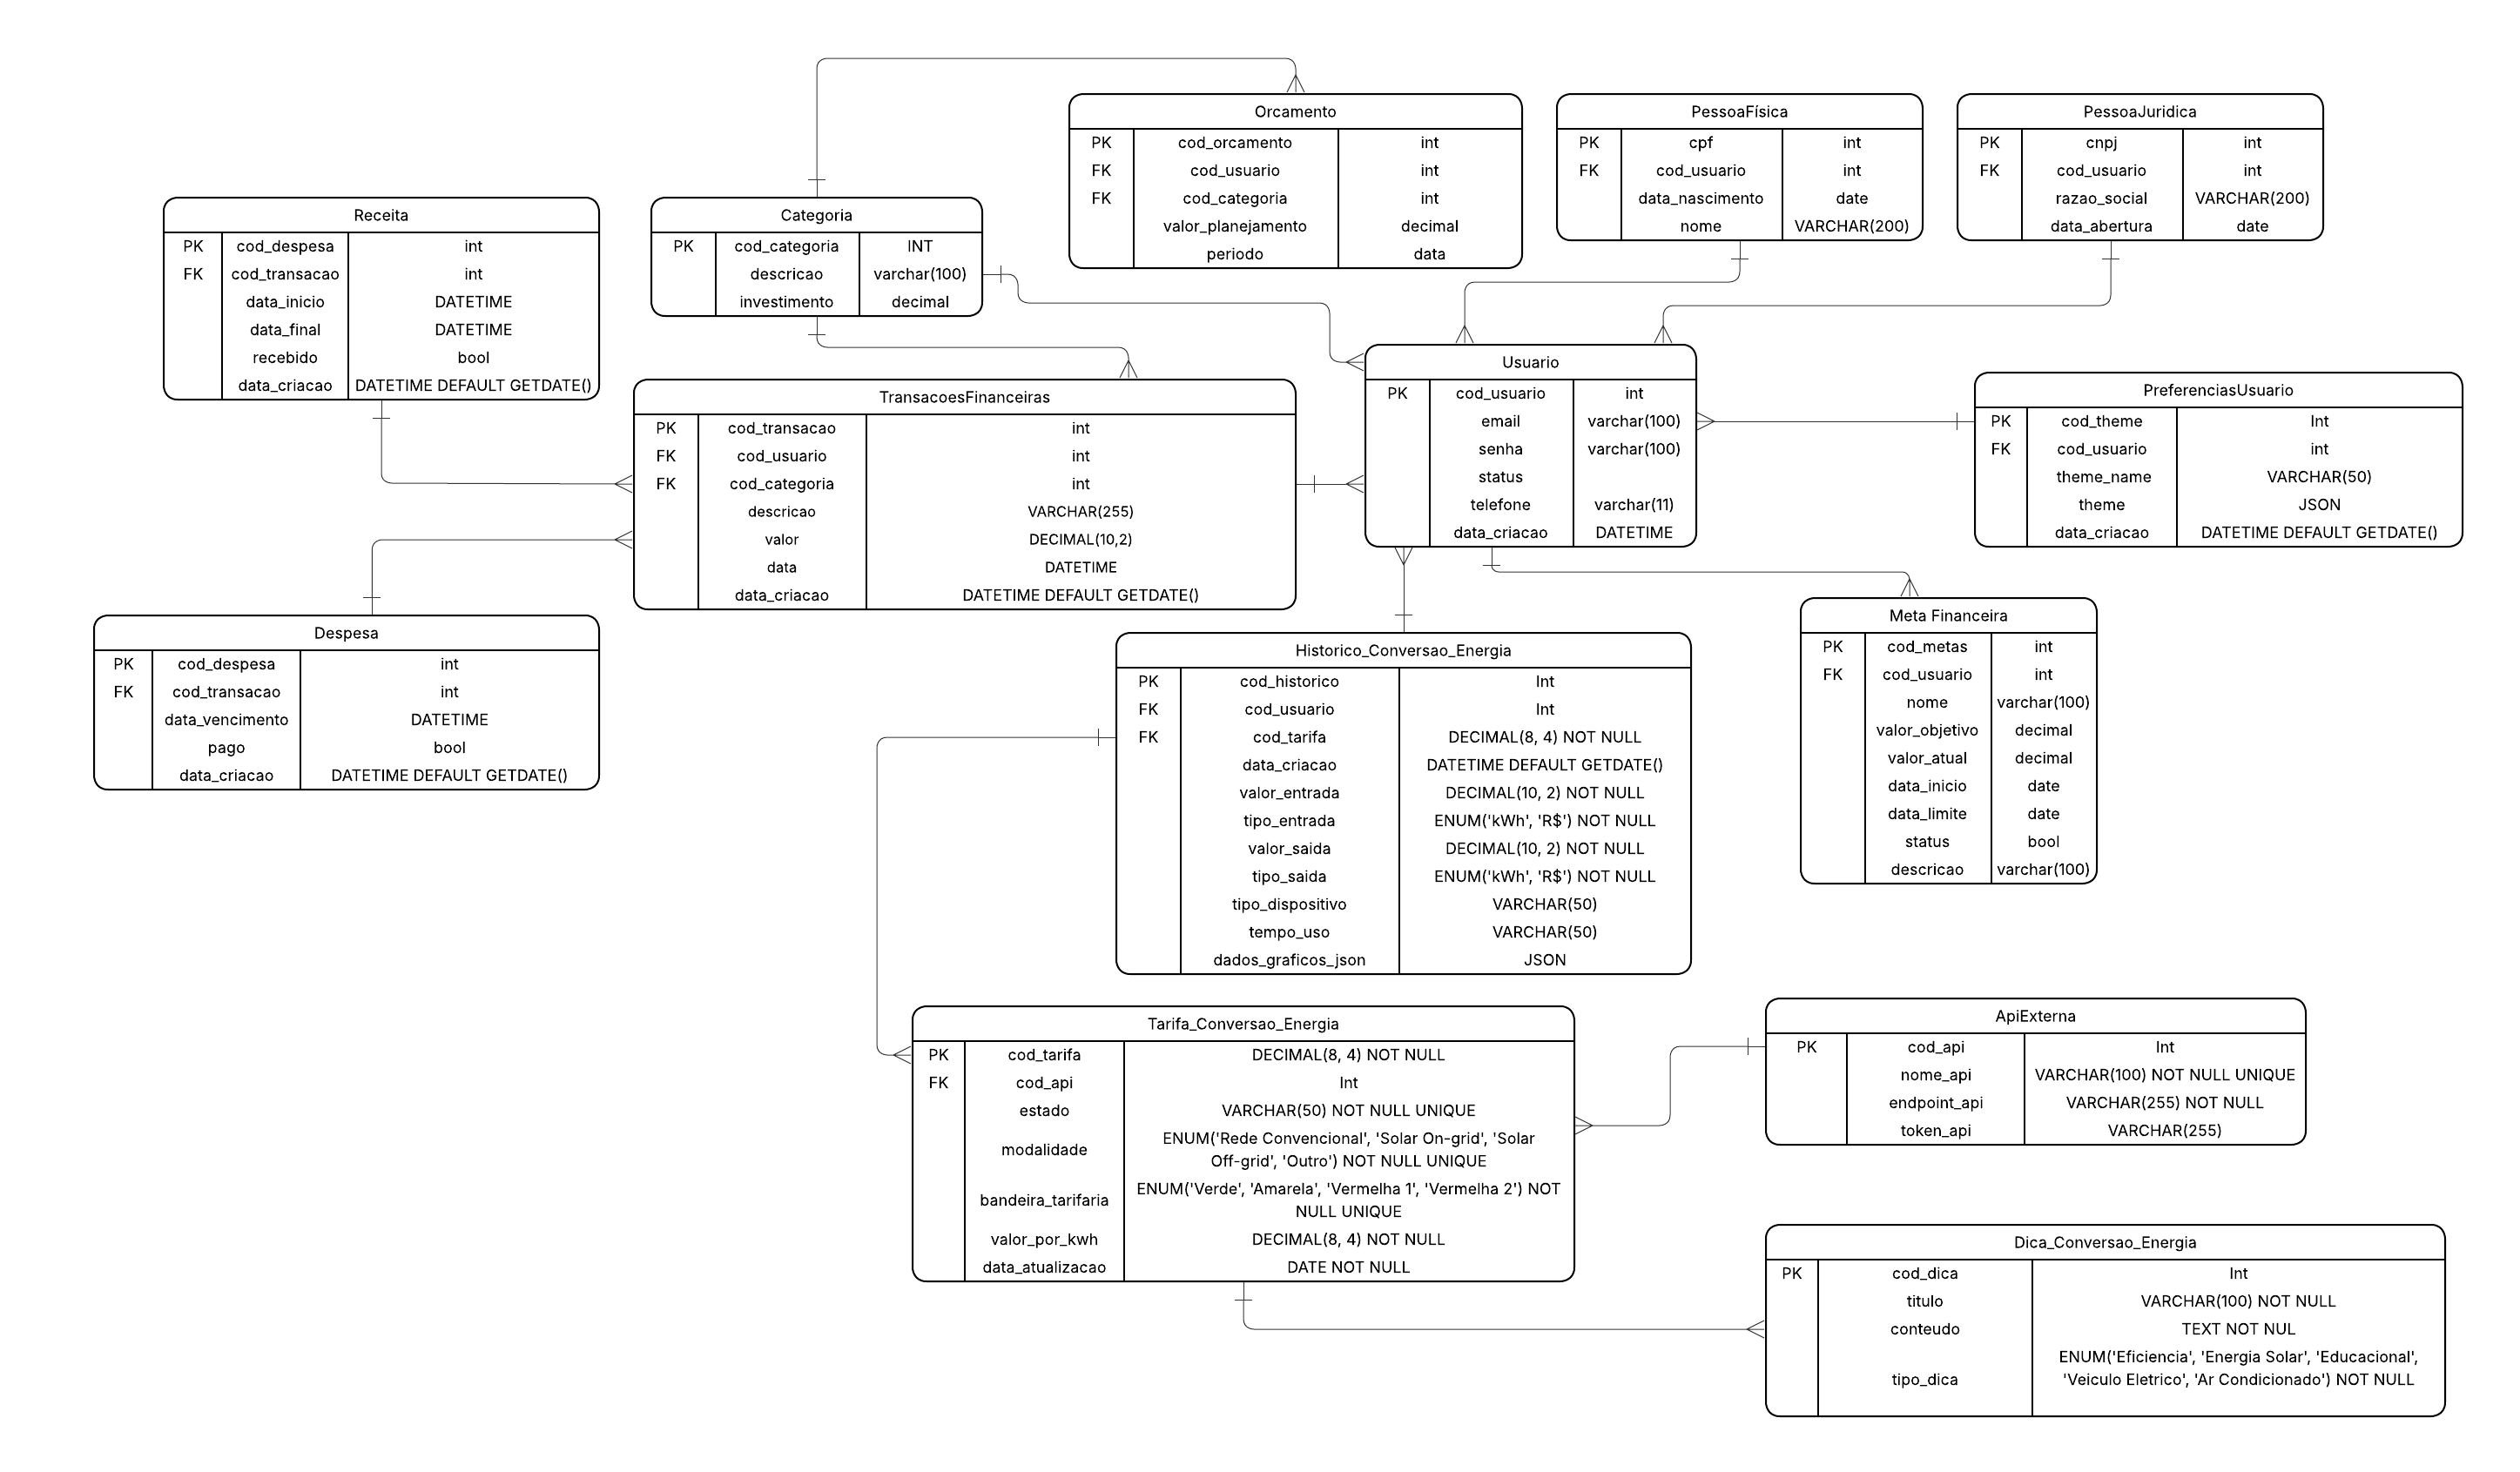 Orcamento
PK cod_orcamento int
FK cod_usuario int
FK cod_categoria int
valor_planejamento decimal
periodo data
PessoaFísica
PK cpf int
FK cod_usuario int
data_nascimento date
nome VARCHAR(200)
PessoaJuridica
PK cnpj int
FK cod_usuario int
razao_social VARCHAR(200)
data_abertura date
Receita
PK cod_despesa int
FK cod_transacao int
data_inicio DATETIME
data_final DATETIME
recebido bool
data_criacao DATETIME DEFAULT GETDATE()
Categoria
PK cod_categoria INT
descricao varchar(100)
investimento decimal
Usuario
PK cod_usuario int
email varchar(100)
senha varchar(100)
status
telefone varchar(11)
data_criacao DATETIME
PreferenciasUsuario
PK cod_theme Int
FK cod_usuario int
theme_name VARCHAR(50)
theme JSON
data_criacao DATETIME DEFAULT GETDATE()
TransacoesFinanceiras
PK cod_transacao int
FK cod_usuario int
FK cod_categoria int
descricao VARCHAR(255)
valor DECIMAL(10,2)
data DATETIME
data_criacao DATETIME DEFAULT GETDATE()
Despesa
PK cod_despesa int
FK cod_transacao int
data_vencimento DATETIME
pago bool
data_criacao DATETIME DEFAULT GETDATE()
Historico_Conversao_Energia
PK cod_historico Int
FK cod_usuario Int
FK cod_tarifa DECIMAL(8, 4) NOT NULL
data_criacao DATETIME DEFAULT GETDATE()
valor_entrada DECIMAL(10, 2) NOT NULL
tipo_entrada ENUM('kWh', 'R$') NOT NULL
valor_saida DECIMAL(10, 2) NOT NULL
tipo_saida ENUM('kWh', 'R$') NOT NULL
tipo_dispositivo VARCHAR(50)
tempo_uso VARCHAR(50)
dados_graficos_json JSON
Meta Financeira
PK cod_metas int
FK cod_usuario int
nome varchar(100)
valor_objetivo decimal
valor_atual decimal
data_inicio date
data_limite date
status bool
descricao varchar(100)
Tarifa_Conversao_Energia
PK cod_tarifa DECIMAL(8, 4) NOT NULL
FK cod_api Int
estado VARCHAR(50) NOT NULL UNIQUE
modalidade ENUM('Rede Convencional', 'Solar On-grid', 'Solar
Off-grid', 'Outro') NOT NULL UNIQUE
bandeira_tarifaria ENUM('Verde', 'Amarela', 'Vermelha 1', 'Vermelha 2') NOT
NULL UNIQUE
valor_por_kwh DECIMAL(8, 4) NOT NULL
data_atualizacao DATE NOT NULL
ApiExterna
PK cod_api Int
nome_api VARCHAR(100) NOT NULL UNIQUE
endpoint_api VARCHAR(255) NOT NULL
token_api VARCHAR(255)
Dica_Conversao_Energia
PK cod_dica Int
titulo VARCHAR(100) NOT NULL
conteudo TEXT NOT NUL
tipo_dica ENUM('Eficiencia', 'Energia Solar', 'Educacional',
'Veiculo Eletrico', 'Ar Condicionado') NOT NULL